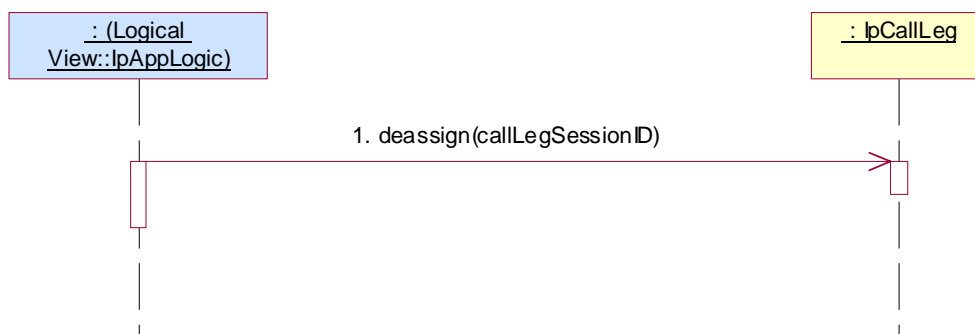 : (Logical
View::IpAppLogic)
: IpCallLeg
1. deassign(callLegSessionID)